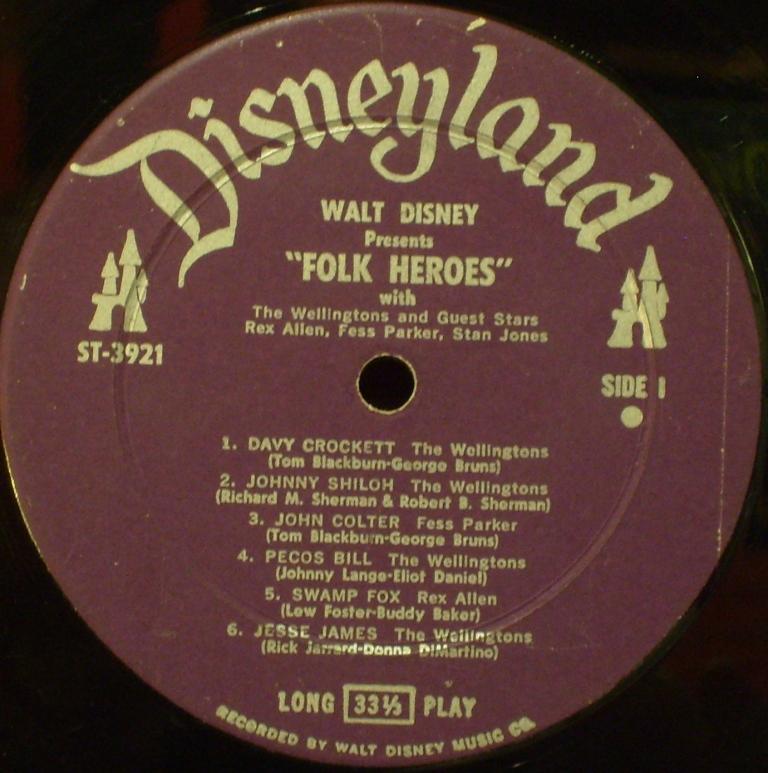 Disneyland
WALT DISNEY
Presents
"FOLK HEROES"
with
The Wellingtons and Guest Stars
Rex Allen, Fess Parker, Stan Jones
ST-3921
SIDE 1
1. DAVY CROCKETT The Wellingtons
(Tom Blackburn-George Bruns)
2. JOHNNY SHILOH The Wellingtons
(Richard M. Sherman & Robert B. Sherman)
3. JOHN COLTER Fess Parker
(Tom Blackburn-George Bruns)
4. PECOS BILL The Wellingtons
(Johnny Lange-Eliot Daniel)
5. SWAMP FOX Rex Allen
(Lew Foster-Buddy Baker)
6. JESSE JAMES The Wellingtons
(Rick Jarrard-Donna DiMartino)
LONG 33⅓ PLAY
RECORDED BY WALT DISNEY MUSIC CO.